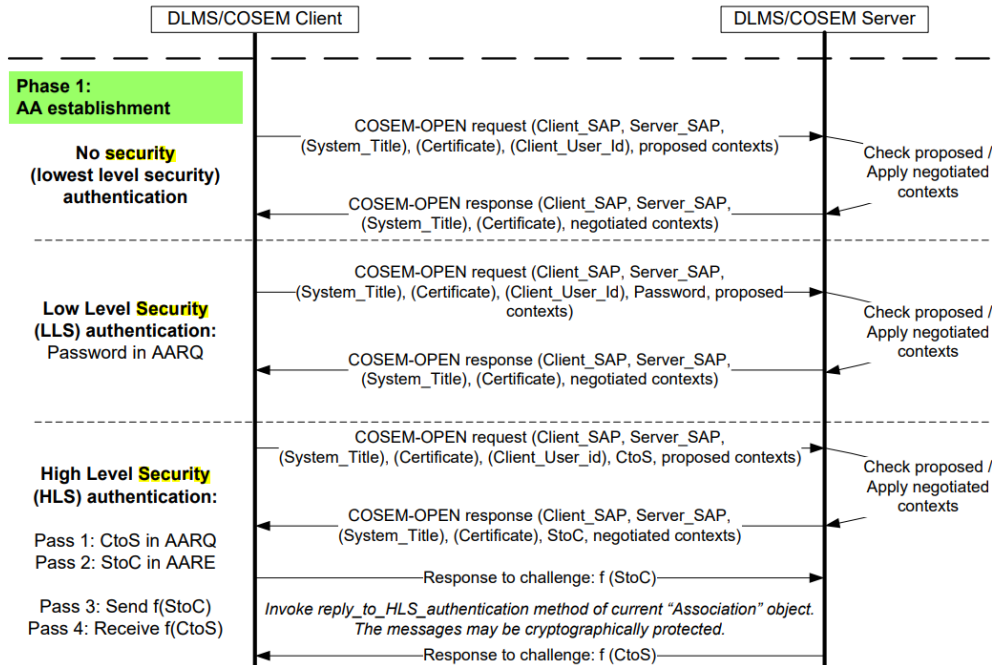 DLMS/COSEM Client
DLMS/COSEM Server
Phase 1:
AA establishment
No security
(lowest level security)
authentication
COSEM-OPEN request (Client_SAP, Server_SAP,
(System_Title), (Certificate), (Client_User_Id), proposed contexts)
Check proposed /
Apply negotiated
contexts
COSEM-OPEN response (Client_SAP, Server_SAP,
(System_Title), (Certificate), negotiated contexts)
Low Level Security
(LLS) authentication:
Password in AARQ
COSEM-OPEN request (Client_SAP, Server_SAP,
(System_Title), (Certificate), (Client_User_Id), Password, proposed
contexts)
Check proposed /
Apply negotiated
contexts
COSEM-OPEN response (Client_SAP, Server_SAP,
(System_Title), (Certificate), negotiated contexts)
High Level Security
(HLS) authentication:
Pass 1: CtoS in AARQ
Pass 2: StoC in AARE
Pass 3: Send f(StoC)
Pass 4: Receive f(CtoS)
COSEM-OPEN request (Client_SAP, Server_SAP,
(System_Title), (Certificate), (Client_User_id), CtoS, proposed contexts)
Check proposed /
Apply negotiated
contexts
COSEM-OPEN response (Client_SAP, Server_SAP,
(System_Title), (Certificate), StoC, negotiated contexts)
Response to challenge: f (StoC)
Invoke reply_to_HLS_authentication method of current “Association” object.
The messages may be cryptographically protected.
Response to challenge: f (CtoS)